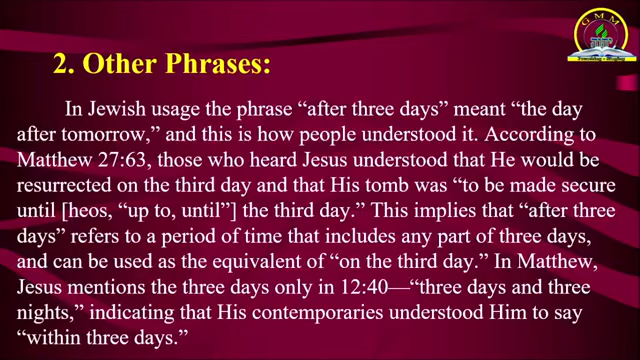 GMM
Preaching - Singing
2. Other Phrases:
In Jewish usage the phrase “after three days” meant “the day
after tomorrow,” and this is how people understood it. According to
Matthew 27:63, those who heard Jesus understood that He would be
resurrected on the third day and that His tomb was “to be made secure
until [heos, “up to, until”] the third day.” This implies that “after three
days” refers to a period of time that includes any part of three days,
and can be used as the equivalent of “on the third day.” In Matthew,
Jesus mentions the three days only in 12:40—“three days and three
nights,” indicating that His contemporaries understood Him to say
“within three days.”